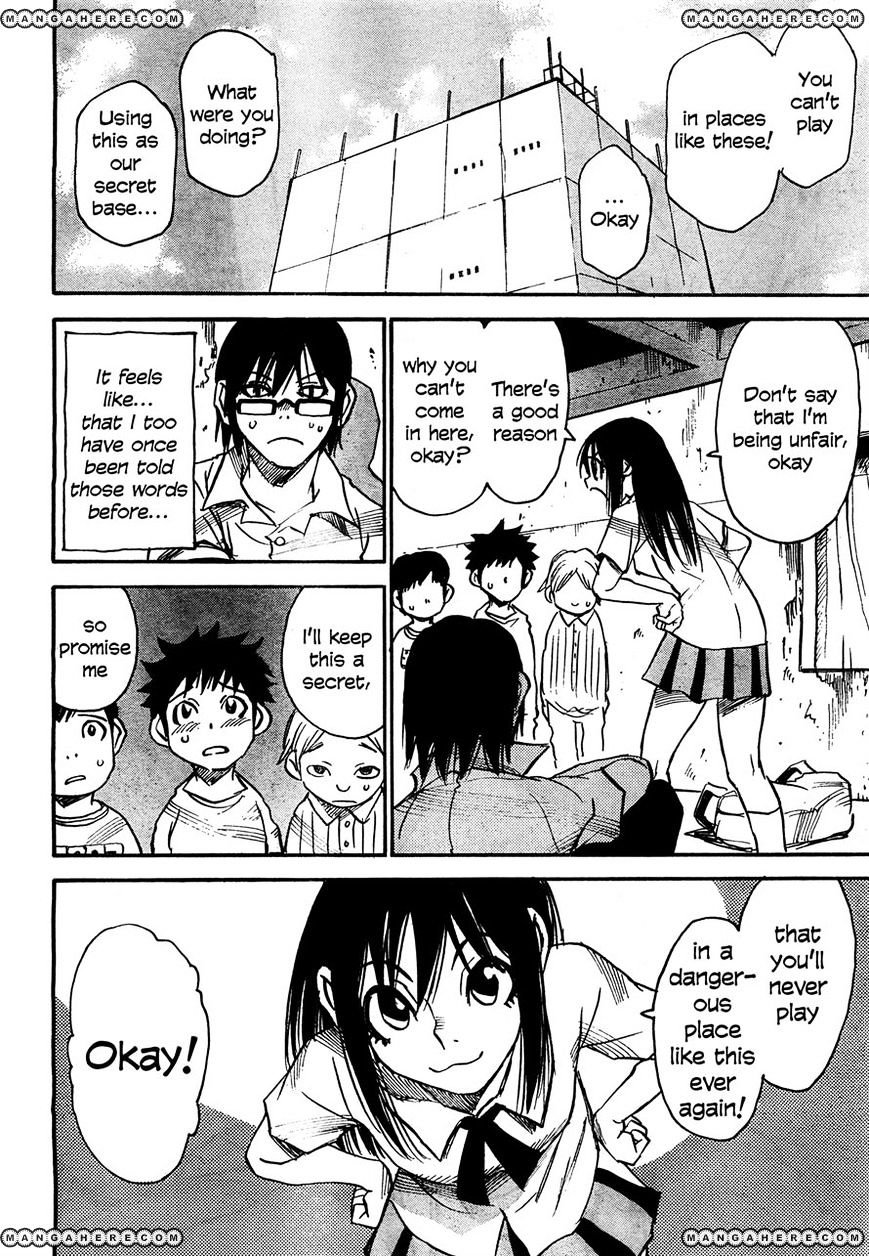 MANGAHERE.COM
MANGAHERE.COM
You
can't
play
in places
like these!
...
Okay
What
were you
doing?
Using
this as
our
secret
base...
Don't say
that I'm
being unfair,
okay
There's
a good
reason
why you
can't
come
in here,
okay?
It feels
like...
that I too
have once
been told
those words
before...
I'll keep
this a
secret,
so
promise
me
that
you'll
never
play
in a
danger-
ous
place
like this
ever
again!
Okay!
MANGAHERE.COM
MANGAHERE.COM